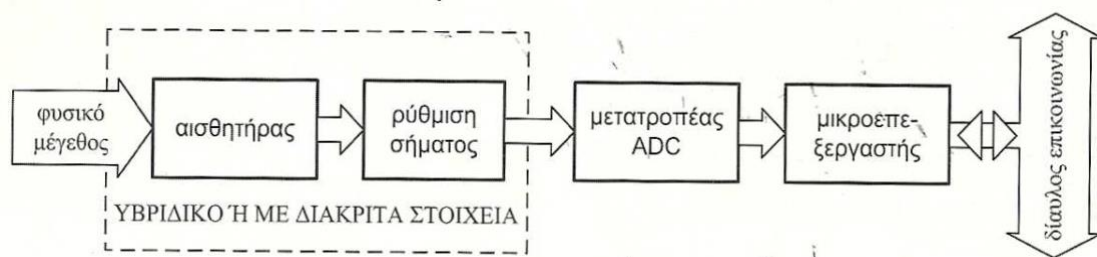 φυσικό
μέγεθος
αισθητήρας
ρύθμιση
σήματος
μετατροπέας
ADC
μικροεπε-
ξεργαστής
δίαυλος επικοινωνίας
ΥΒΡΙΔΙΚΟ Ή ΜΕ ΔΙΑΚΡΙΤΑ ΣΤΟΙΧΕΙΑ